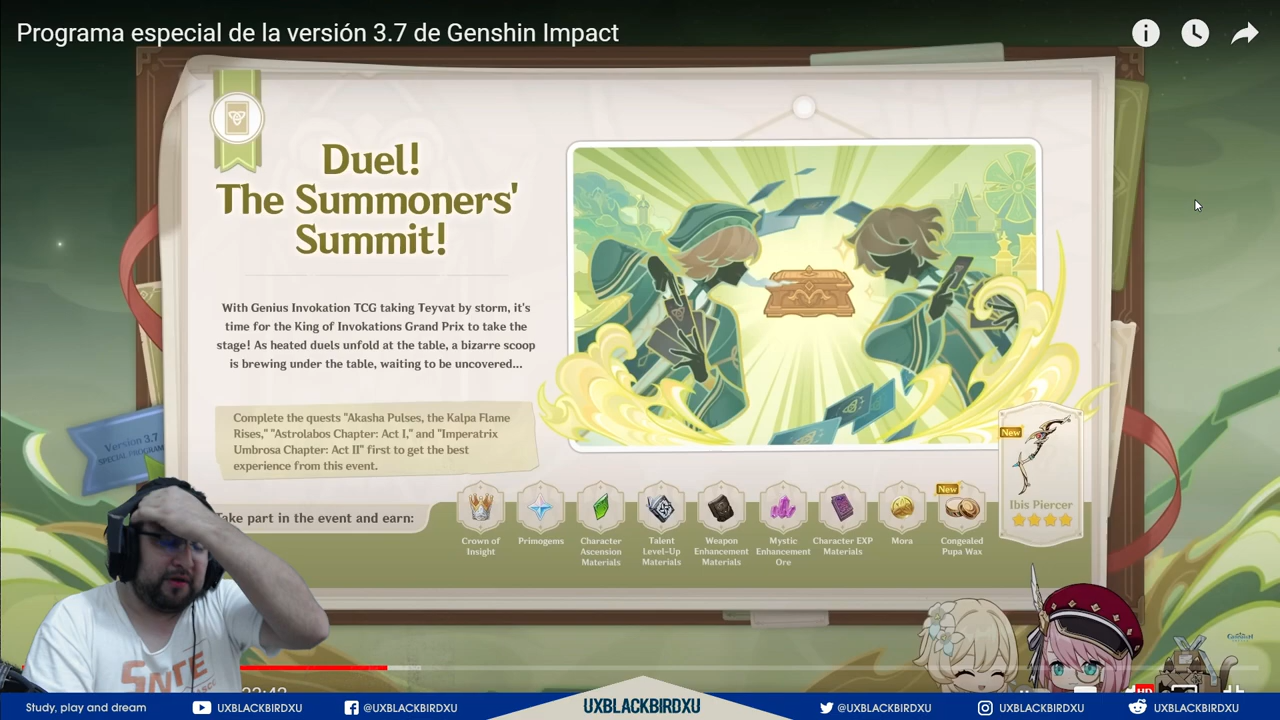 Programa especial de la versión 3.7 de Genshin Impact
Duel!
The Summoners'
Summit!
With Genius Invokation TCG taking Teyvat by storm, it's
time for the King of Invokations Grand Prix to take the
stage! As heated duels unfold at the table, a bizarre scoop
is brewing under the table, waiting to be uncovered...
Complete the quests "Akasha Pulses, the Kalpa Flame
Rises," "Astrolabos Chapter: Act I," and "Imperatrix
Umbrosa Chapter: Act II" first to get the best
experience from this event.
Version 3.7
SPECIAL PROGRAM
Take part in the event and earn:
Crown of
Insight
Primogems
Character
Ascension
Materials
Talent
Level-Up
Materials
Weapon
Enhancement
Materials
Mystic
Enhancement
Ore
Character EXP
Materials
Mora
New
Congealed
Pupa Wax
New
Ibis Piercer
SNTE
Genshin
HD
Study, play and dream
UXBLACKBIRDXU
@UXBLACKBIRDXU
UXBLACKBIRDXU
@UXBLACKBIRDXU
UXBLACKBIRDXU
@UXBLACKBIRDXU